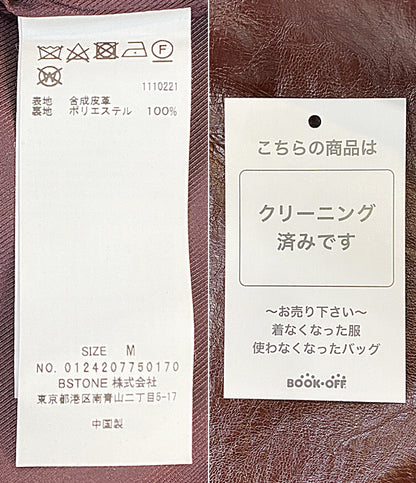 1110221
表地 合成皮革
裏地 ポリエステル 100%
SIZE M
NO. 0124207750170
BSTONE 株式会社
東京都港区南青山二丁目5-17
中国製
こちらの商品は
クリーニング
済みです
～お売り下さい～
着なくなった服
使わなくなったバッグ
BOOK・OFF